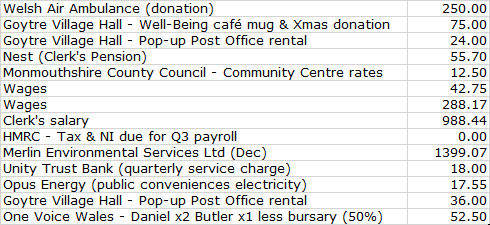 Welsh Air Ambulance (donation) 250.00
Goytre Village Hall - Well-Being café mug & Xmas donation 75.00
Goytre Village Hall - Pop-up Post Office rental 24.00
Nest (Clerk's Pension) 55.70
Monmouthshire County Council - Community Centre rates 12.50
Wages 42.75
Wages 288.17
Clerk's salary 988.44
HMRC - Tax & NI due for Q3 payroll 0.00
Merlin Environmental Services Ltd (Dec) 1399.07
Unity Trust Bank (quarterly service charge) 18.00
Opus Energy (public conveniences electricity) 17.55
Goytre Village Hall - Pop-up Post Office rental 36.00
One Voice Wales - Daniel x2 Butler x1 less bursary (50%) 52.50